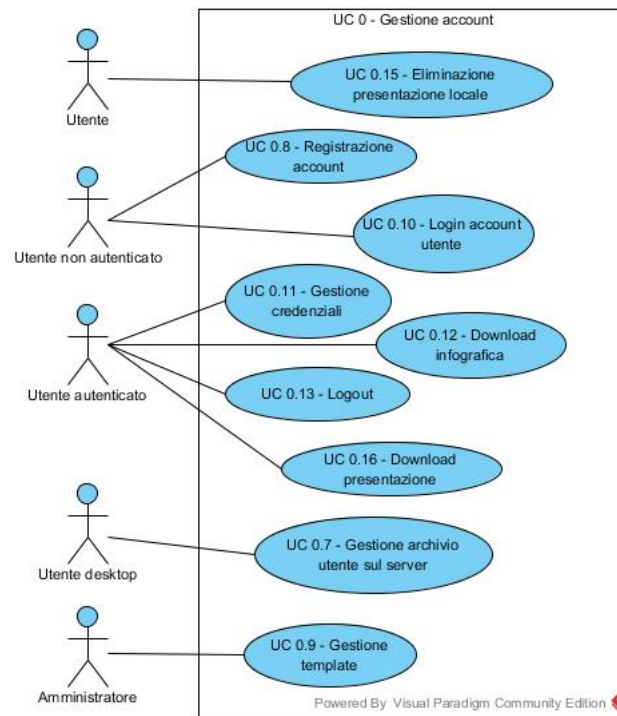 UC 0 - Gestione account
UC 0.15 - Eliminazione
presentazione locale
Utente
UC 0.8 - Registrazione
account
UC 0.10 - Login account
utente
Utente non autenticato
UC 0.11 - Gestione
credenziali
UC 0.12 - Download
infografica
Utente autenticato
UC 0.13 - Logout
UC 0.16 - Download
presentazione
UC 0.7 - Gestione archivio
utente sul server
Utente desktop
UC 0.9 - Gestione
template
Amministratore
Powered By Visual Paradigm Community Edition